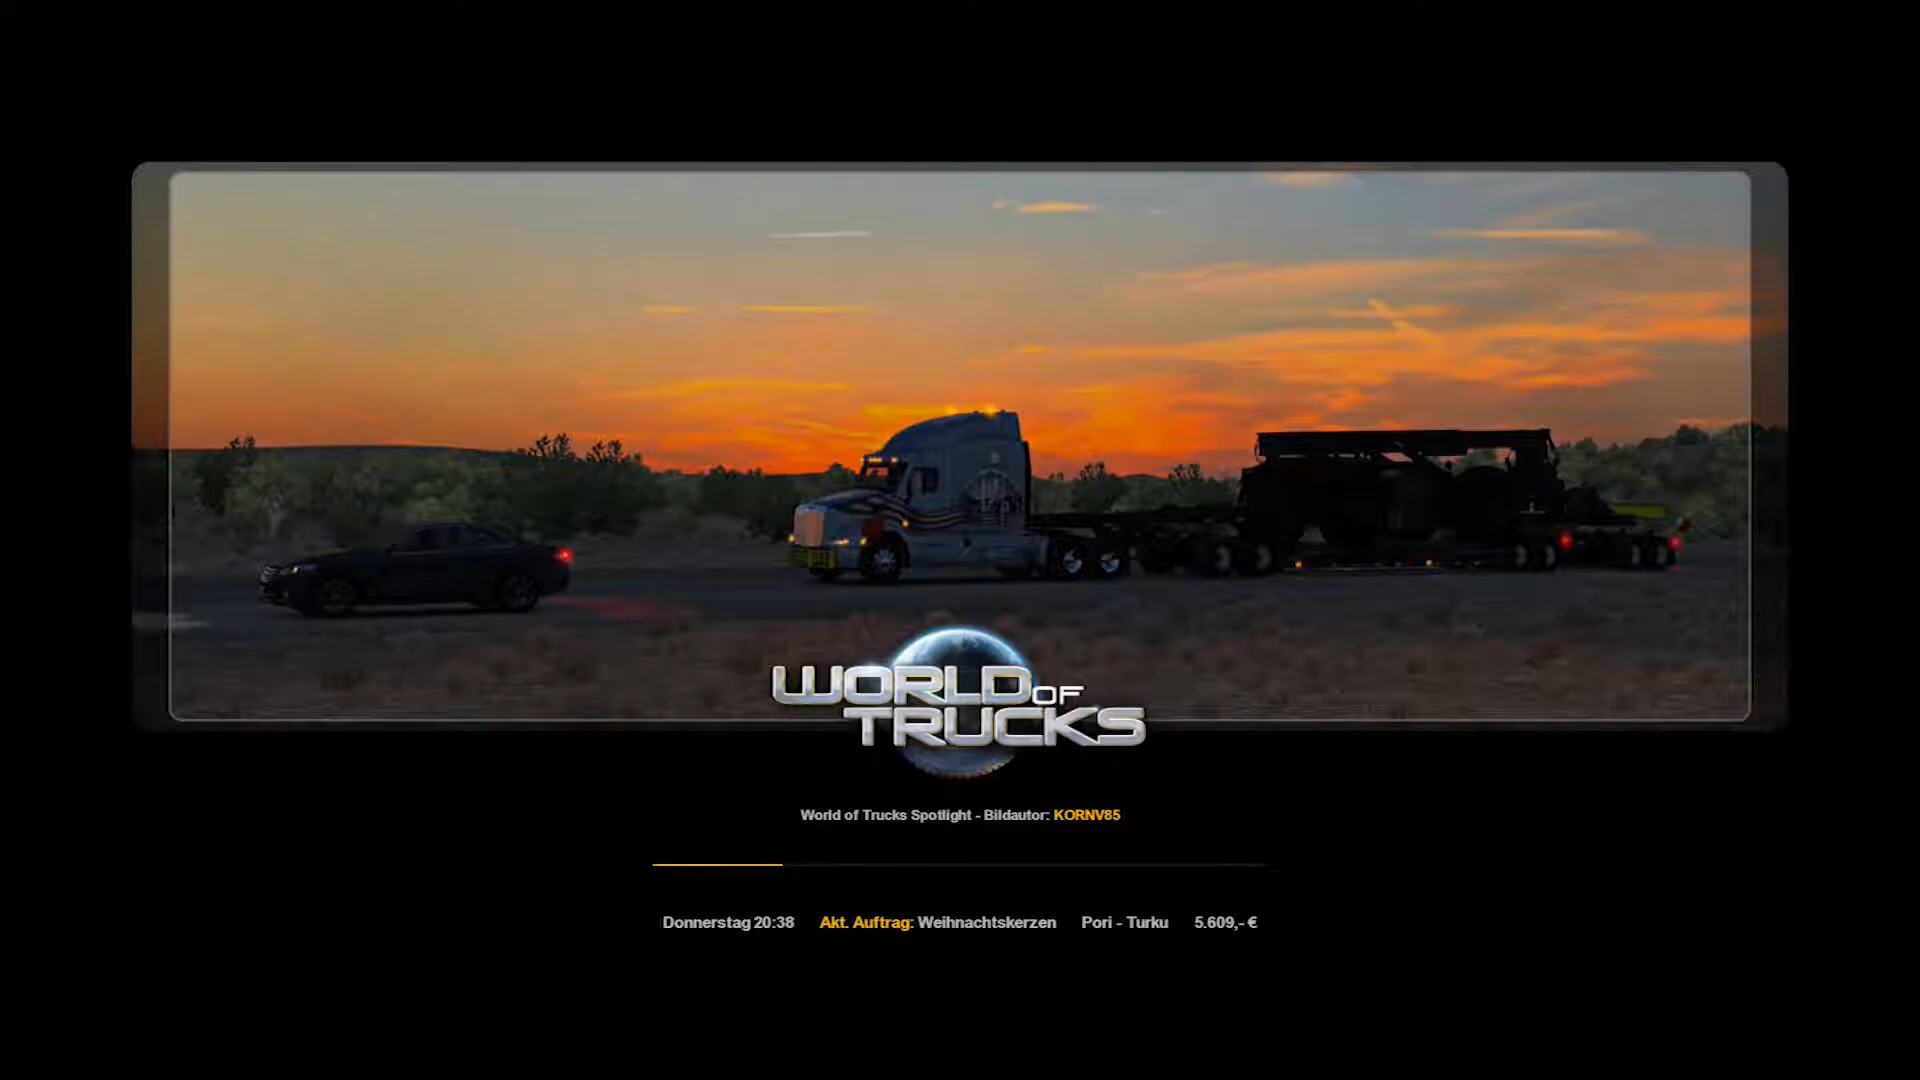 WORLD OF
TRUCKS
World of Trucks Spotlight - Bildautor: KORNV85
Donnerstag 20:38 Akt. Auftrag: Weihnachtskerzen Pori - Turku 5.609,- €